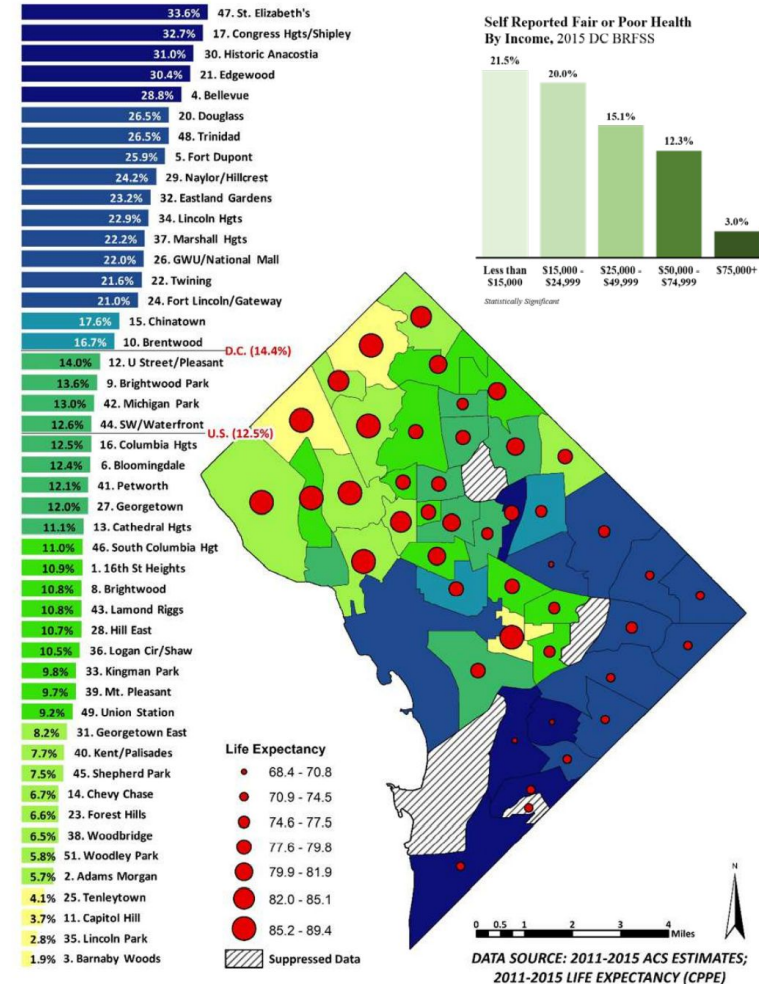 33.6% 47. St. Elizabeth's
32.7% 17. Congress Hgts/Shipley
31.0% 30. Historic Anacostia
30.4% 21. Edgewood
28.8% 4. Bellevue
26.5% 20. Douglass
26.5% 48. Trinidad
25.9% 5. Fort Dupont
24.2% 29. Naylor/Hillcrest
23.2% 32. Eastland Gardens
22.9% 34. Lincoln Hgts
22.2% 37. Marshall Hgts
22.0% 26. GWU/National Mall
21.6% 22. Twining
21.0% 24. Fort Lincoln/Gateway
17.6% 15. Chinatown
16.7% 10. Brentwood
D.C. (14.4%)
14.0% 12. U Street/Pleasant
13.6% 9. Brightwood Park
13.0% 42. Michigan Park
12.6% 44. SW/Waterfront
U.S. (12.5%)
12.5% 16. Columbia Hgts
12.4% 6. Bloomingdale
12.1% 41. Petworth
12.0% 27. Georgetown
11.1% 13. Cathedral Hgts
11.0% 46. South Columbia Hgt
10.9% 1. 16th St Heights
10.8% 8. Brightwood
10.8% 43. Lamond Riggs
10.7% 28. Hill East
10.5% 36. Logan Cir/Shaw
9.8% 33. Kingman Park
9.7% 39. Mt. Pleasant
9.2% 49. Union Station
8.2% 31. Georgetown East
7.7% 40. Kent/Palisades
7.5% 45. Shepherd Park
6.7% 14. Chevy Chase
6.6% 23. Forest Hills
6.5% 38. Woodbridge
5.8% 51. Woodley Park
5.7% 2. Adams Morgan
4.1% 25. Tenleytown
3.7% 11. Capitol Hill
2.8% 35. Lincoln Park
1.9% 3. Barnaby Woods
Self Reported Fair or Poor Health
By Income, 2015 DC BRFSS
21.5%
20.0%
15.1%
12.3%
3.0%
Less than $15,000 - $25,000 - $50,000 - $75,000+
$15,000 24,999 49,999 74,999
Statistically Significant
Life Expectancy
68.4 - 70.8
70.9 - 74.5
74.6 - 77.5
77.6 - 79.8
79.9 - 81.9
82.0 - 85.1
85.2 - 89.4
Suppressed Data
N
0 0.5 1 2 3 4
Miles
DATA SOURCE: 2011-2015 ACS ESTIMATES;
2011-2015 LIFE EXPECTANCY (CPPE)